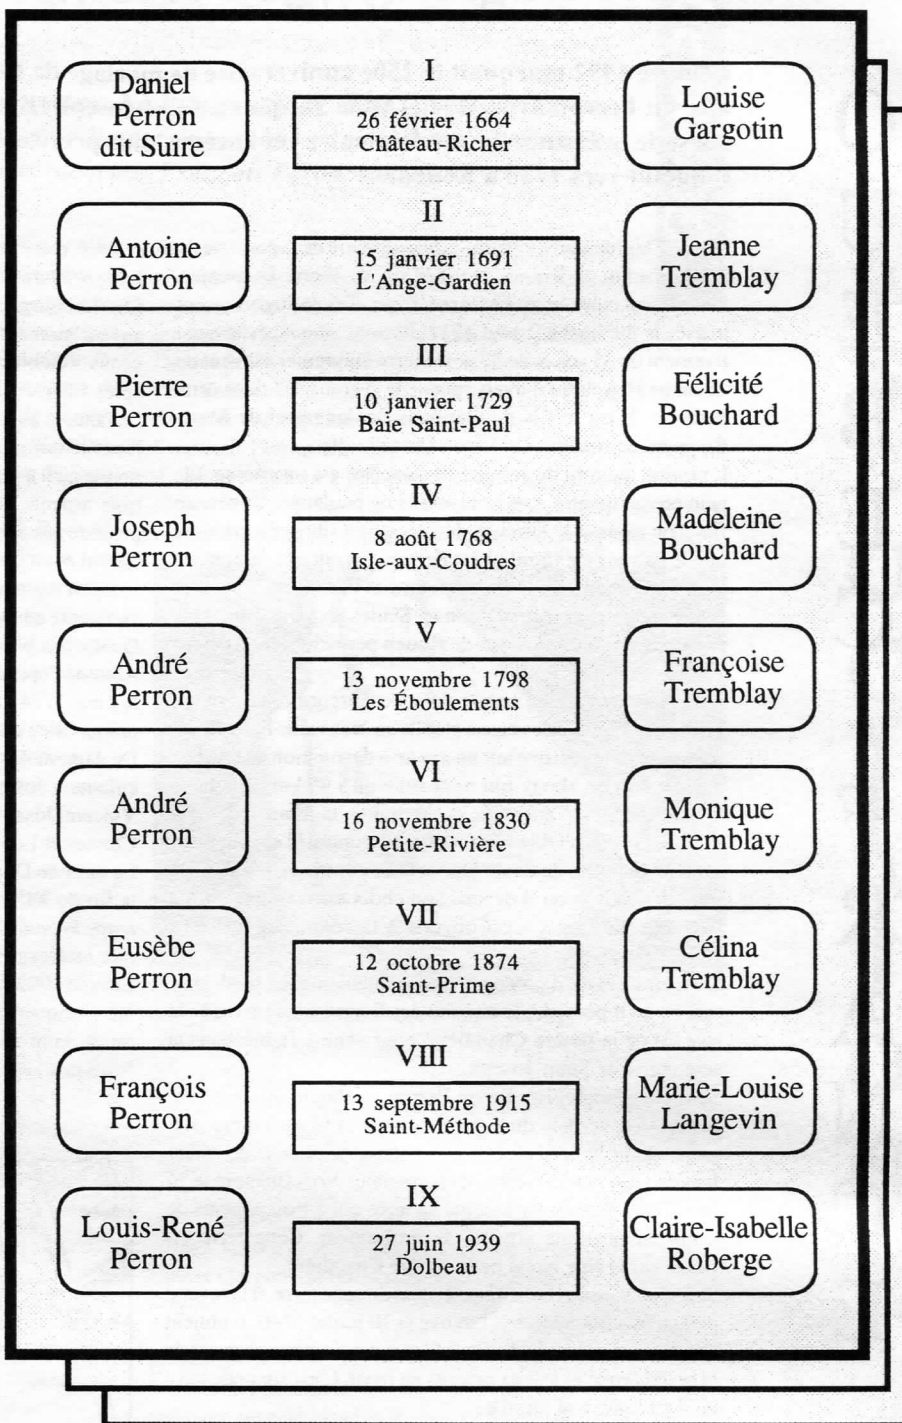 I
Daniel
Perron
dit Suire
26 février 1664
Château-Richer
Louise
Gargotin
II
Antoine
Perron
15 janvier 1691
L'Ange-Gardien
Jeanne
Tremblay
III
Pierre
Perron
10 janvier 1729
Baie Saint-Paul
Félicité
Bouchard
IV
Joseph
Perron
8 août 1768
Isle-aux-Coudres
Madeleine
Bouchard
V
André
Perron
13 novembre 1798
Les Éboulements
Françoise
Tremblay
VI
André
Perron
16 novembre 1830
Petite-Rivière
Monique
Tremblay
VII
Eusèbe
Perron
12 octobre 1874
Saint-Prime
Célina
Tremblay
VIII
François
Perron
13 septembre 1915
Saint-Méthode
Marie-Louise
Langevin
IX
Louis-René
Perron
27 juin 1939
Dolbeau
Claire-Isabelle
Roberge